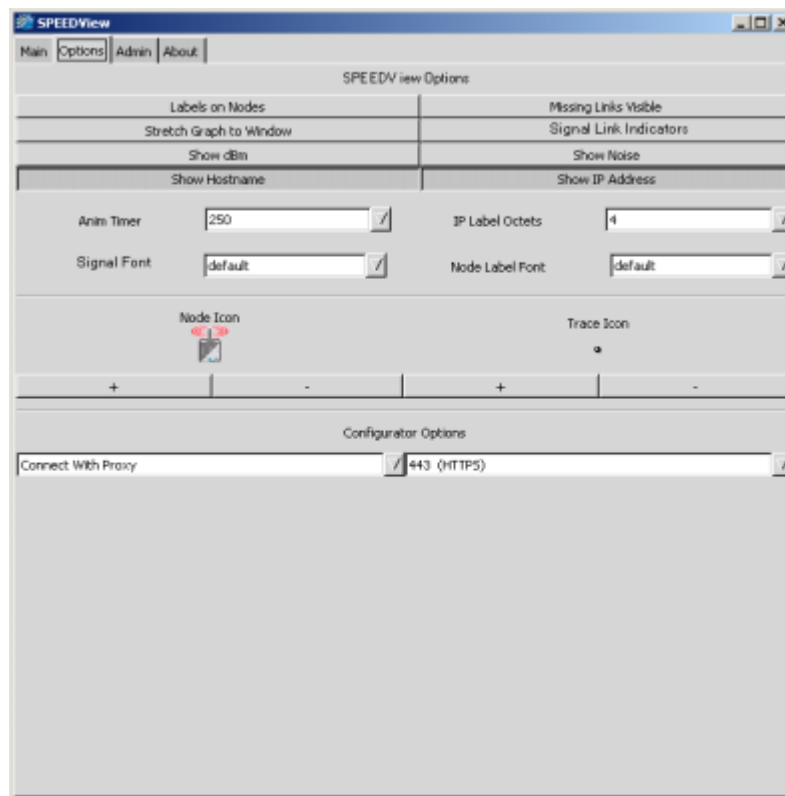 SPEEDView
Main Options Admin About
SPEEDView Options
Labels on Nodes Missing Links Visible
Stretch Graph to Window Signal Link Indicators
Show dBm Show Noise
Show Hostname Show IP Address
Anim Timer 250 IP Label Octets 4
Signal Font default Node Label Font default
Node Icon Trace Icon
+ - + -
Configurator Options
Connect With Proxy 443 (HTTPS)